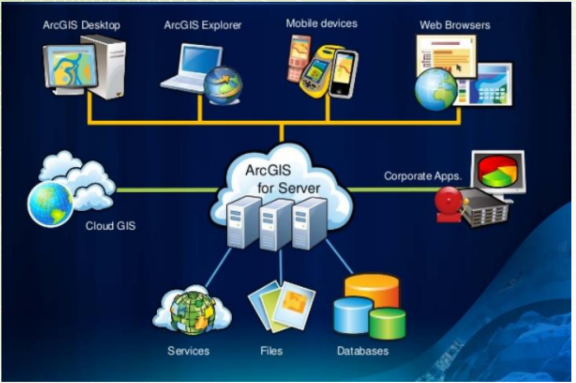 ArcGIS Desktop
ArcGIS Explorer
Mobile devices
Web Browsers
ArcGIS
for Server
Corporate Apps.
Cloud GIS
Services
Files
Databases